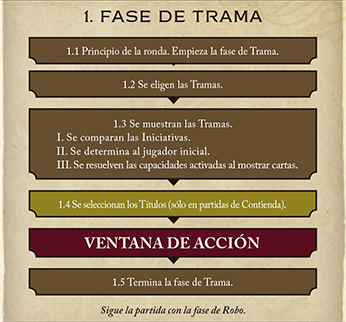 1. FASE DE TRAMA
1.1 Principio de la ronda. Empieza la fase de Trama.
1.2 Se eligen las Tramas.
1.3 Se muestran las Tramas.
I. Se comparan las Iniciativas.
II. Se determina al jugador inicial.
III. Se resuelven las capacidades activadas al mostrar cartas.
1.4 Se seleccionan los Títulos (sólo en partidas de Contienda).
VENTANA DE ACCIÓN
1.5 Termina la fase de Trama.
Sigue la partida con la fase de Robo.